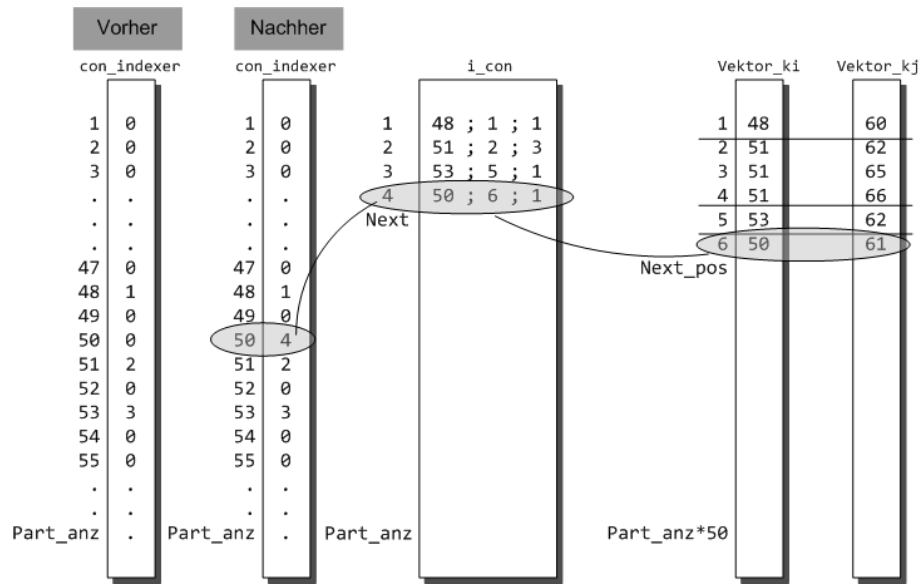 Vorher Nachher
con_indexer con_indexer i_con Vektor_ki Vektor_kj
1 0 1 0 1 48 ; 1 ; 1 1 48 60
2 0 2 0 2 51 ; 2 ; 3 2 51 62
3 0 3 0 3 53 ; 5 ; 1 3 51 65
. . . . 4 50 ; 6 ; 1 4 51 66
. . . . Next 5 53 62
. . . . 6 50 61
47 0 47 0 Next_pos
48 1 48 1
49 0 49 0
50 0 50 4
51 2 51 2
52 0 52 0
53 3 53 3
54 0 54 0
55 0 55 0
. . . .
. . . .
Part_anz . Part_anz . Part_anz Part_anz*50